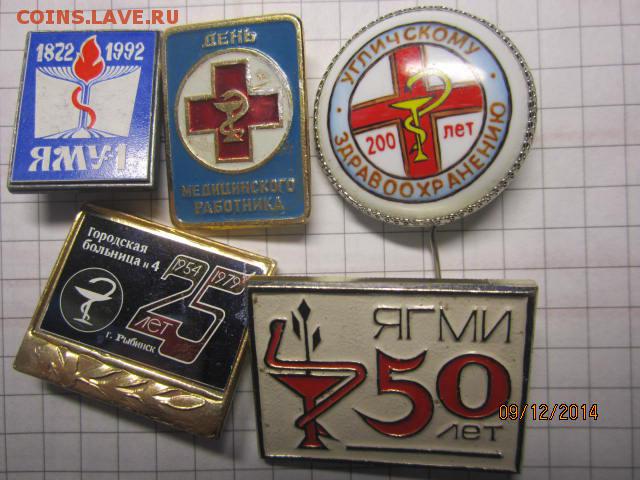 COINS.LAVE.RU
1872 1992
ЯМУ-1
ДЕНЬ
МЕДИЦИНСКОГО
РАБОТНИКА
УГЛИЧСКОМУ
200 лет
ЗДРАВООХРАНЕНИЮ
Городская
больница н 4
1954 1979
25
лет
г. Рыбинск
ЯГМИ
50
лет
09/12/2014